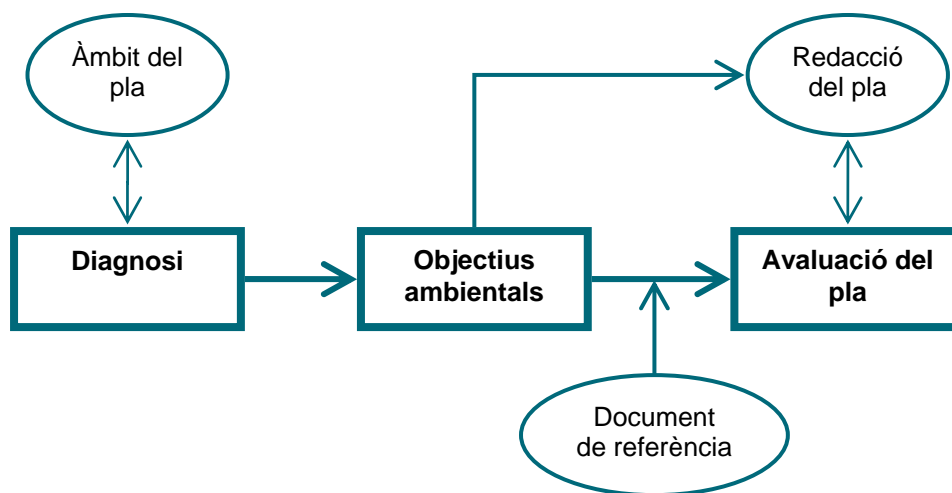 Àmbit del
pla
Redacció
del pla
Diagnosi
Objectius
ambientals
Avaluació del
pla
Document
de referència